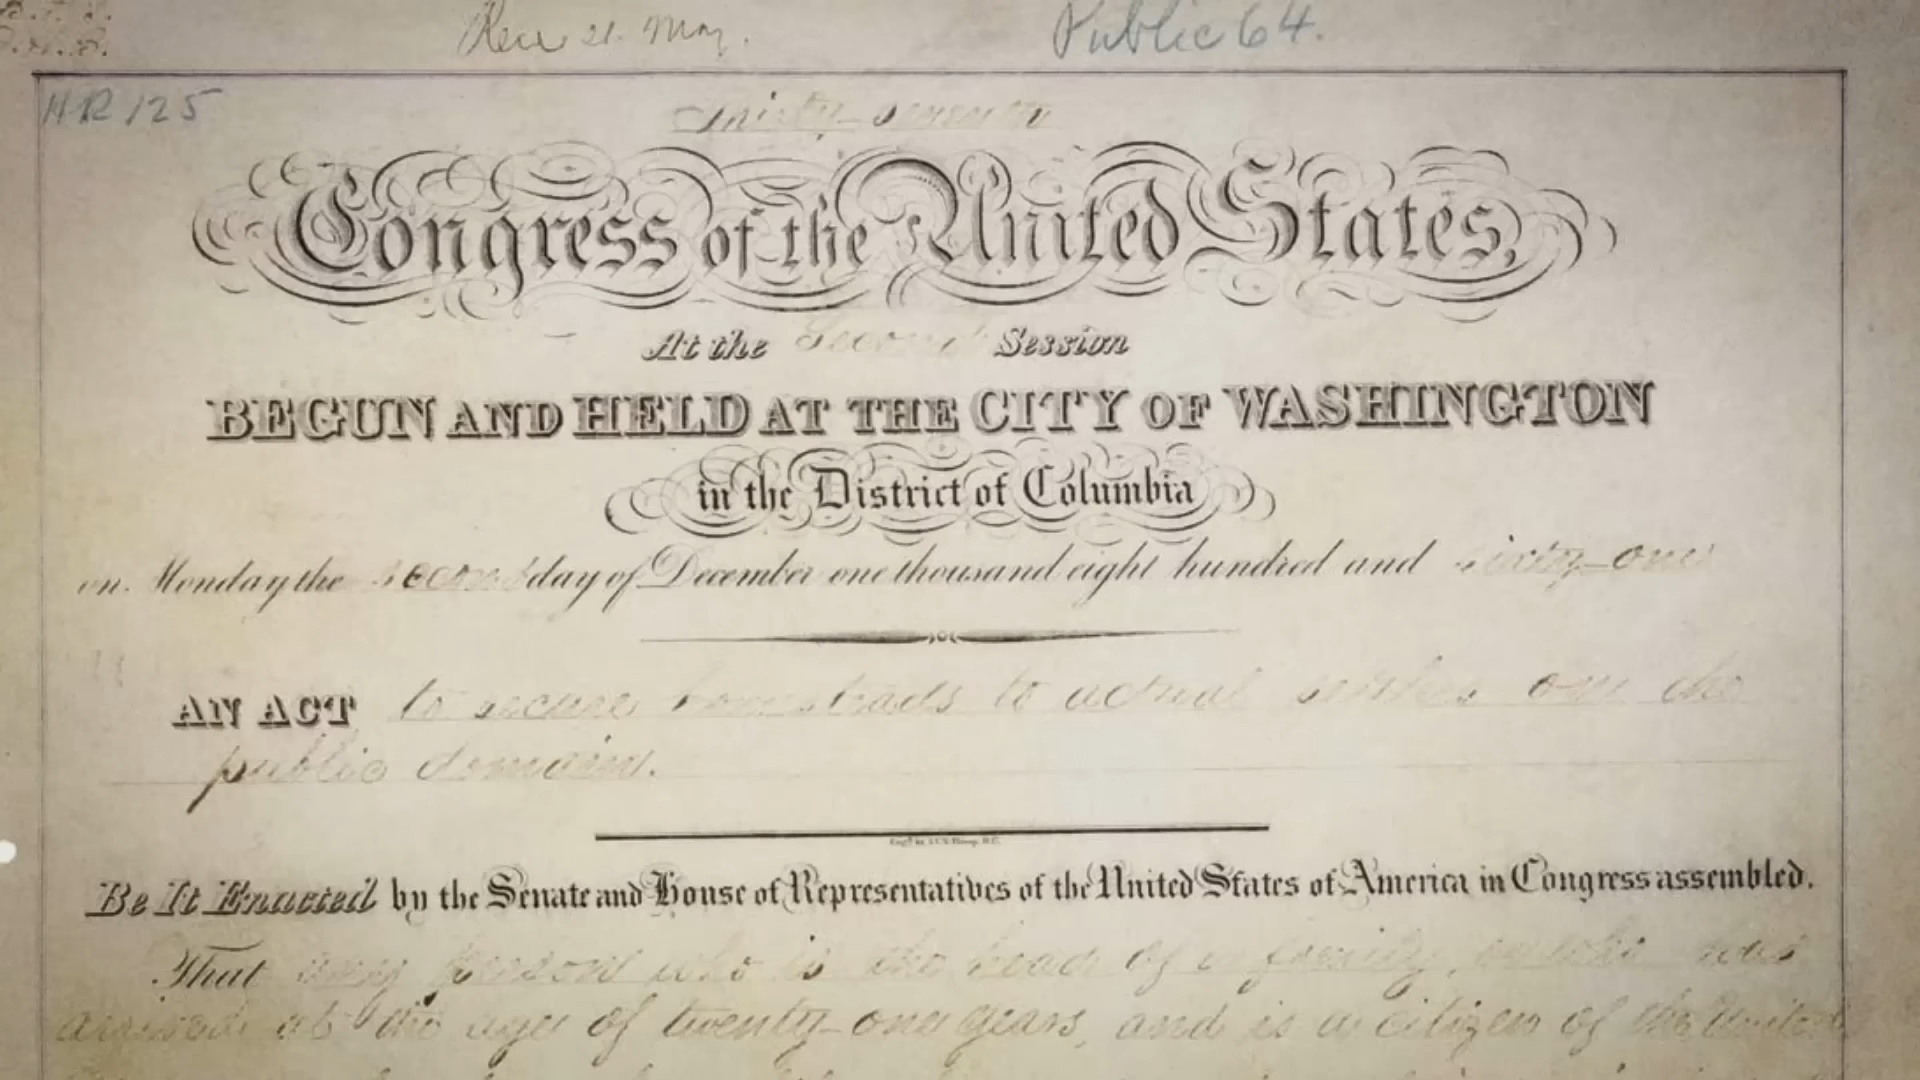 Rec 21. May.
Public 64.
HR 125
Thirty-seventh
Congress of the United States,
At the Second Session
BEGUN AND HELD AT THE CITY OF WASHINGTON
in the District of Columbia
on Monday the second day of December one thousand eight hundred and sixty-one
AN ACT to secure homesteads to actual settlers on the
public domain.
Be It Enacted by the Senate and House of Representatives of the United States of America in Congress assembled.
That any person who is the head of a family, or who has
arrived at the age of twenty-one years, and is a citizen of the United